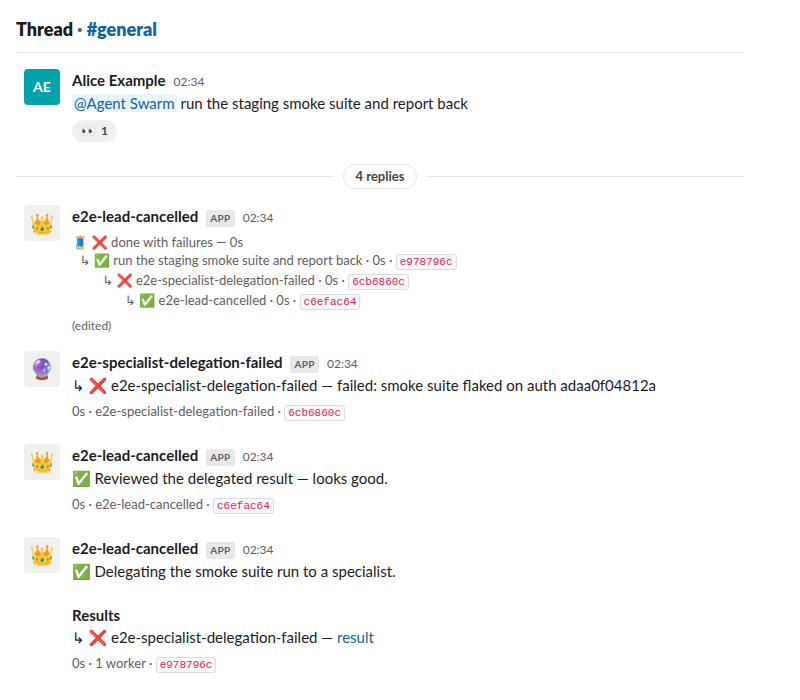 Thread · #general
AE
Alice Example 02:34
@Agent Swarm run the staging smoke suite and report back
👀 1
4 replies
e2e-lead-cancelled APP 02:34
🧵 ❌ done with failures — 0s
↳ ✅ run the staging smoke suite and report back · 0s · e978796c
↳ ❌ e2e-specialist-delegation-failed · 0s · 6cb6860c
↳ ✅ e2e-lead-cancelled · 0s · c6efac64
(edited)
e2e-specialist-delegation-failed APP 02:34
↳ ❌ e2e-specialist-delegation-failed — failed: smoke suite flaked on auth adaa0f04812a
0s · e2e-specialist-delegation-failed · 6cb6860c
e2e-lead-cancelled APP 02:34
✅ Reviewed the delegated result — looks good.
0s · e2e-lead-cancelled · c6efac64
e2e-lead-cancelled APP 02:34
✅ Delegating the smoke suite run to a specialist.
Results
↳ ❌ e2e-specialist-delegation-failed — result
0s · 1 worker · e978796c